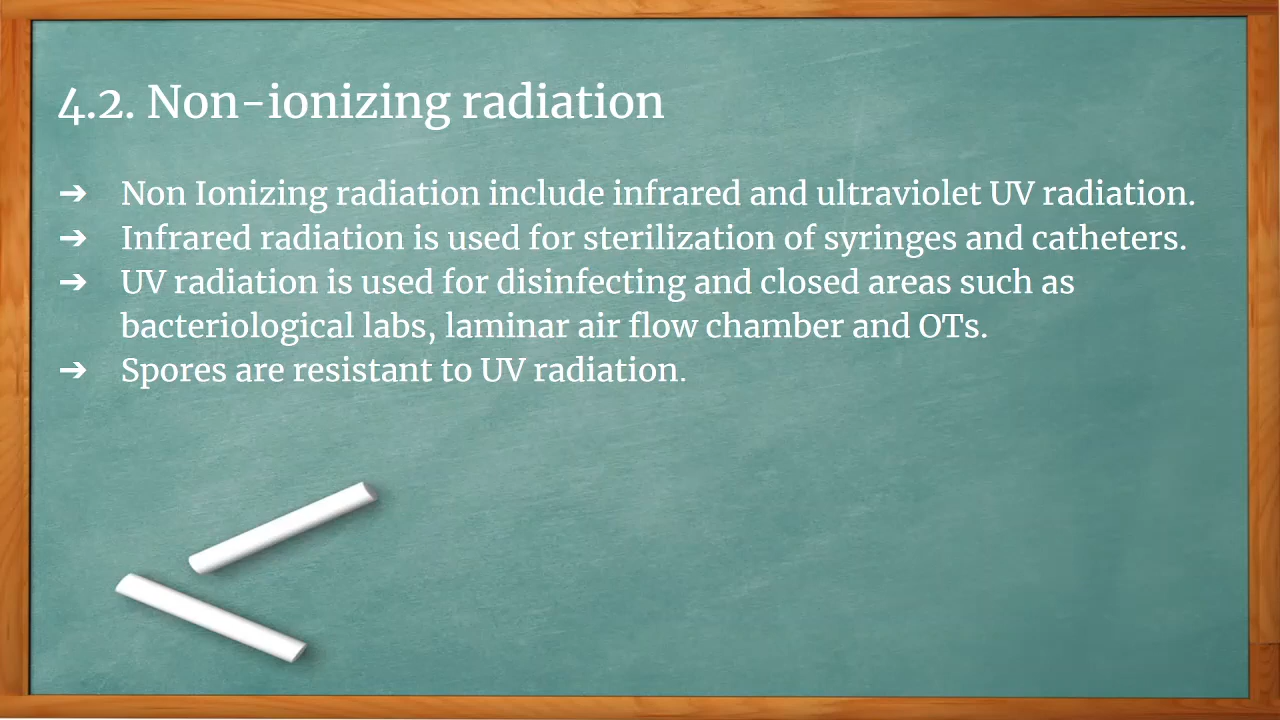 4.2. Non-ionizing radiation
➔ Non Ionizing radiation include infrared and ultraviolet UV radiation.
➔ Infrared radiation is used for sterilization of syringes and catheters.
➔ UV radiation is used for disinfecting and closed areas such as
bacteriological labs, laminar air flow chamber and OTs.
➔ Spores are resistant to UV radiation.